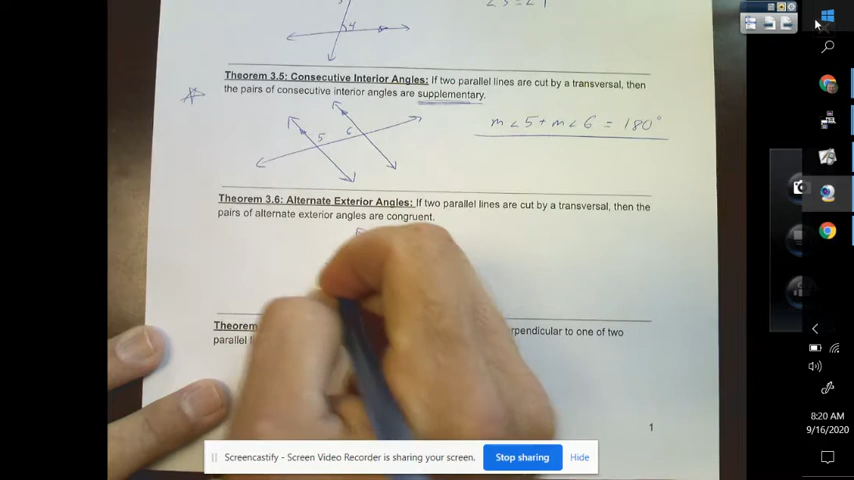 4
Theorem 3.5: Consecutive Interior Angles: If two parallel lines are cut by a transversal, then
the pairs of consecutive interior angles are supplementary.
5 6
m∠5 + m∠6 = 180°
Theorem 3.6: Alternate Exterior Angles: If two parallel lines are cut by a transversal, then the
pairs of alternate exterior angles are congruent.
Theorem
rpendicular to one of two
parallel
1
Screencastify - Screen Video Recorder is sharing your screen.
Stop sharing
Hide
8:20 AM
9/16/2020